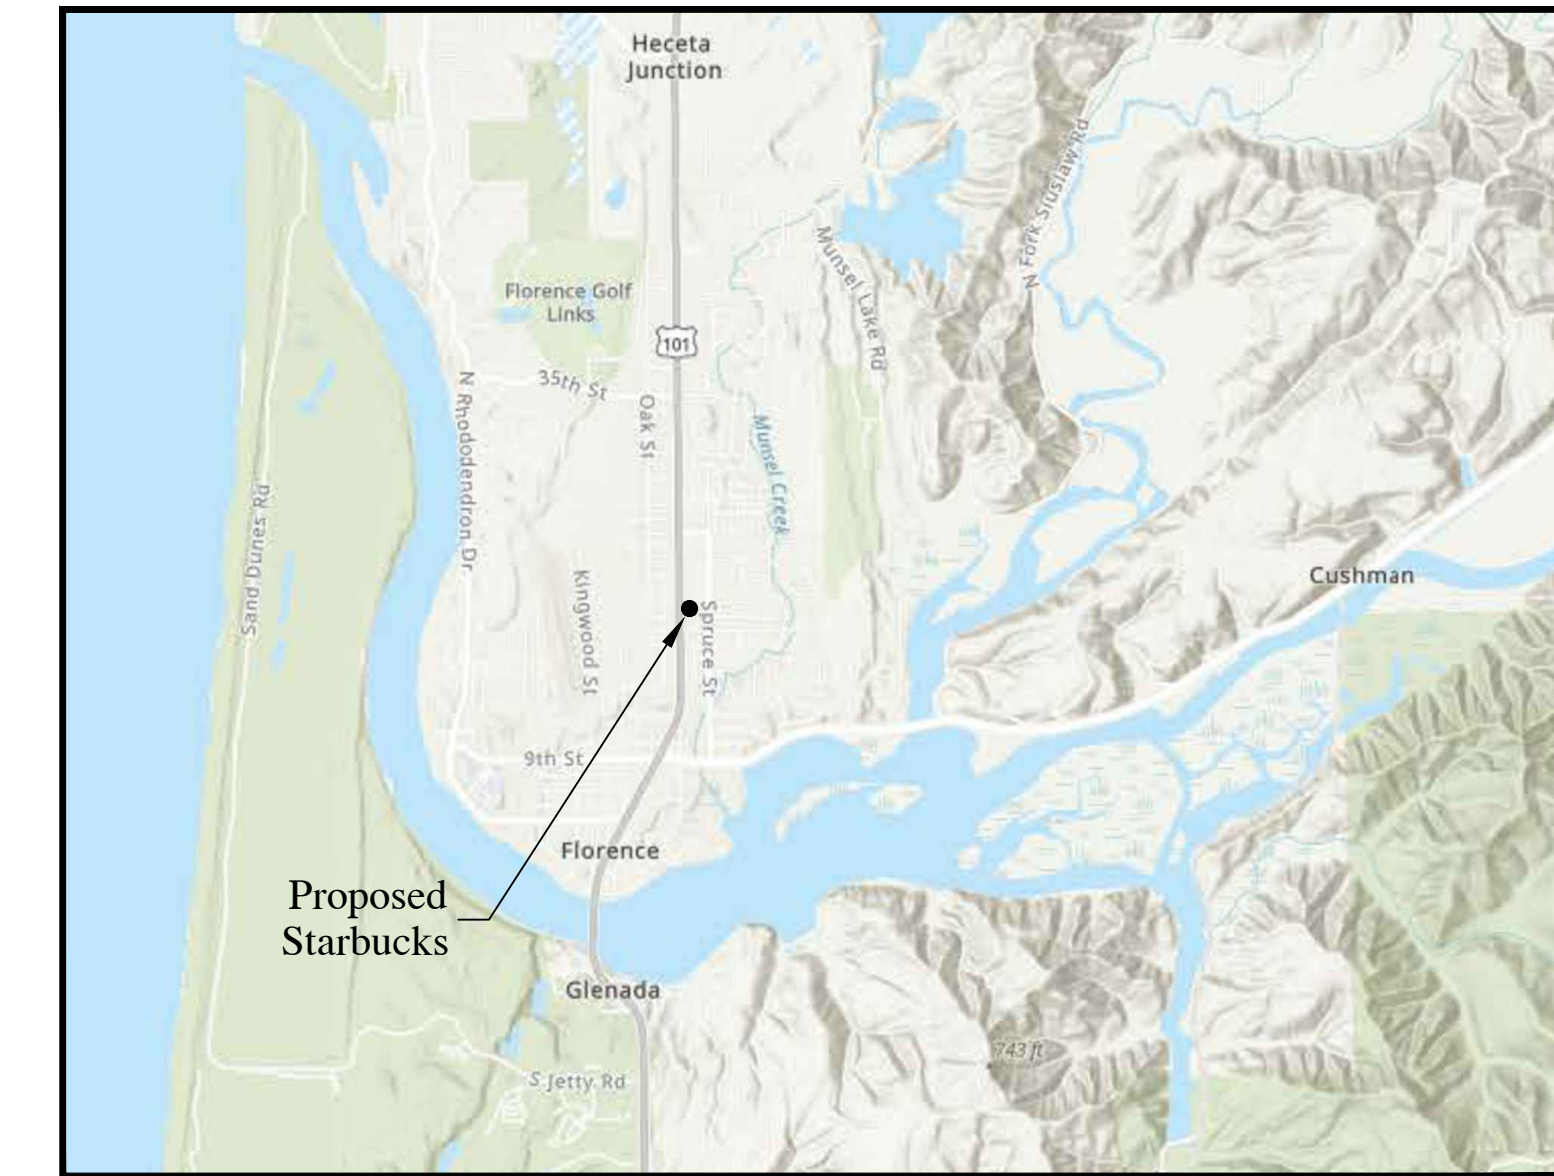 Heceta
Junction
N Fork Siuslaw Rd
Munsel Lake Rd
Florence Golf
Links
101
35th St
N Rhododendron Dr
Oak St
Munsel Creek
Sand Dunes Rd
Kingwood St
Spruce St
Cushman
9th St
Florence
Proposed
Starbucks
Glenada
743 ft
S Jetty Rd